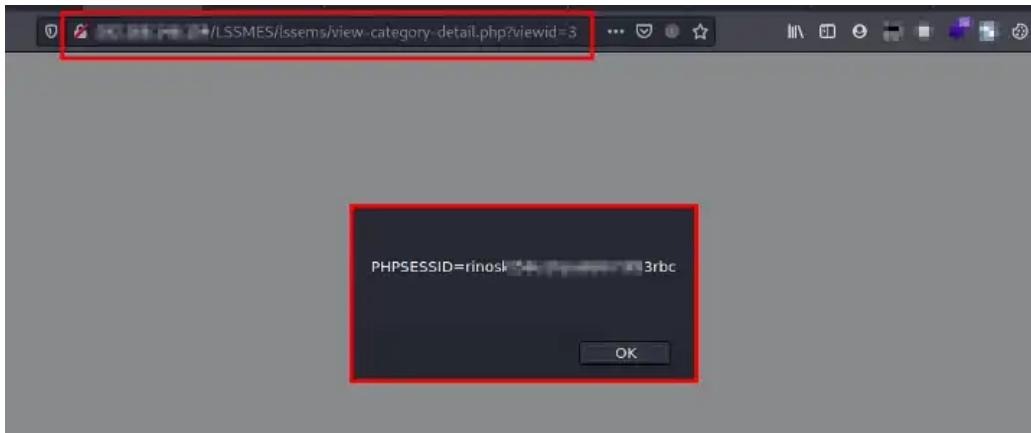 /LSSMES/lssems/view-category-detail.php?viewid=3
PHPSESSID=rinosk 3rbc
OK